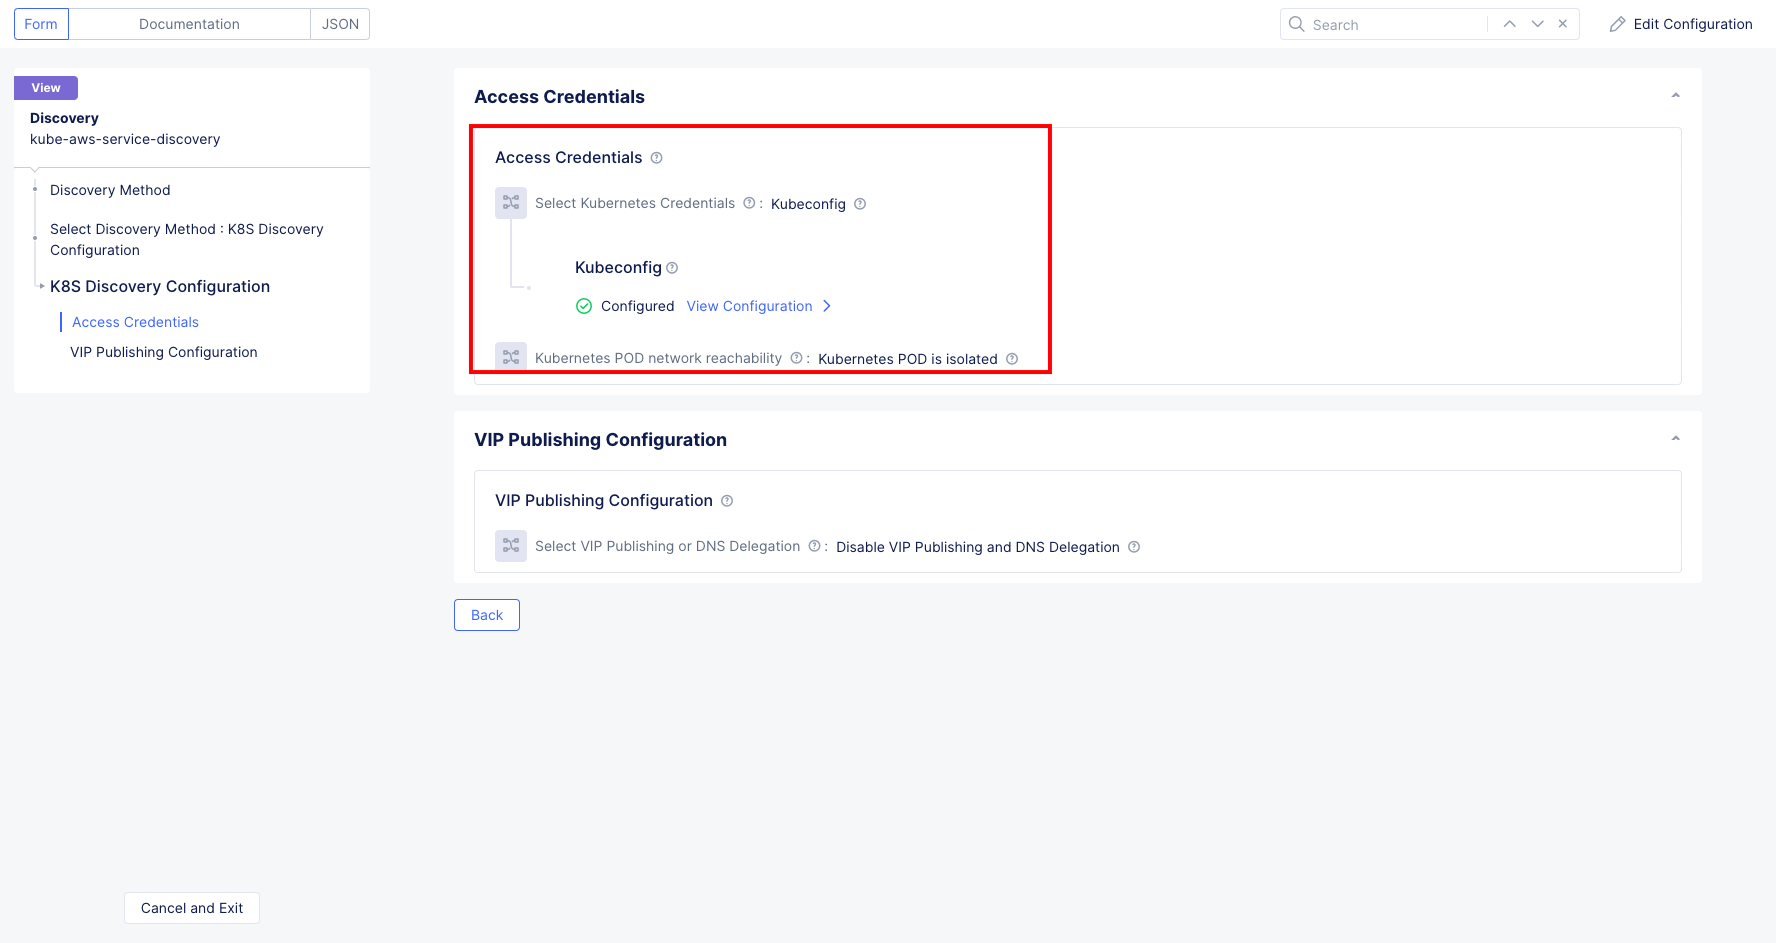 Form
Documentation
JSON
Search
Edit Configuration
View
Discovery
kube-aws-service-discovery
Discovery Method
Select Discovery Method : K8S Discovery
Configuration
K8S Discovery Configuration
Access Credentials
VIP Publishing Configuration
Cancel and Exit
Access Credentials
Access Credentials
Select Kubernetes Credentials : Kubeconfig
Kubeconfig
Configured View Configuration
Kubernetes POD network reachability : Kubernetes POD is isolated
VIP Publishing Configuration
VIP Publishing Configuration
Select VIP Publishing or DNS Delegation : Disable VIP Publishing and DNS Delegation
Back